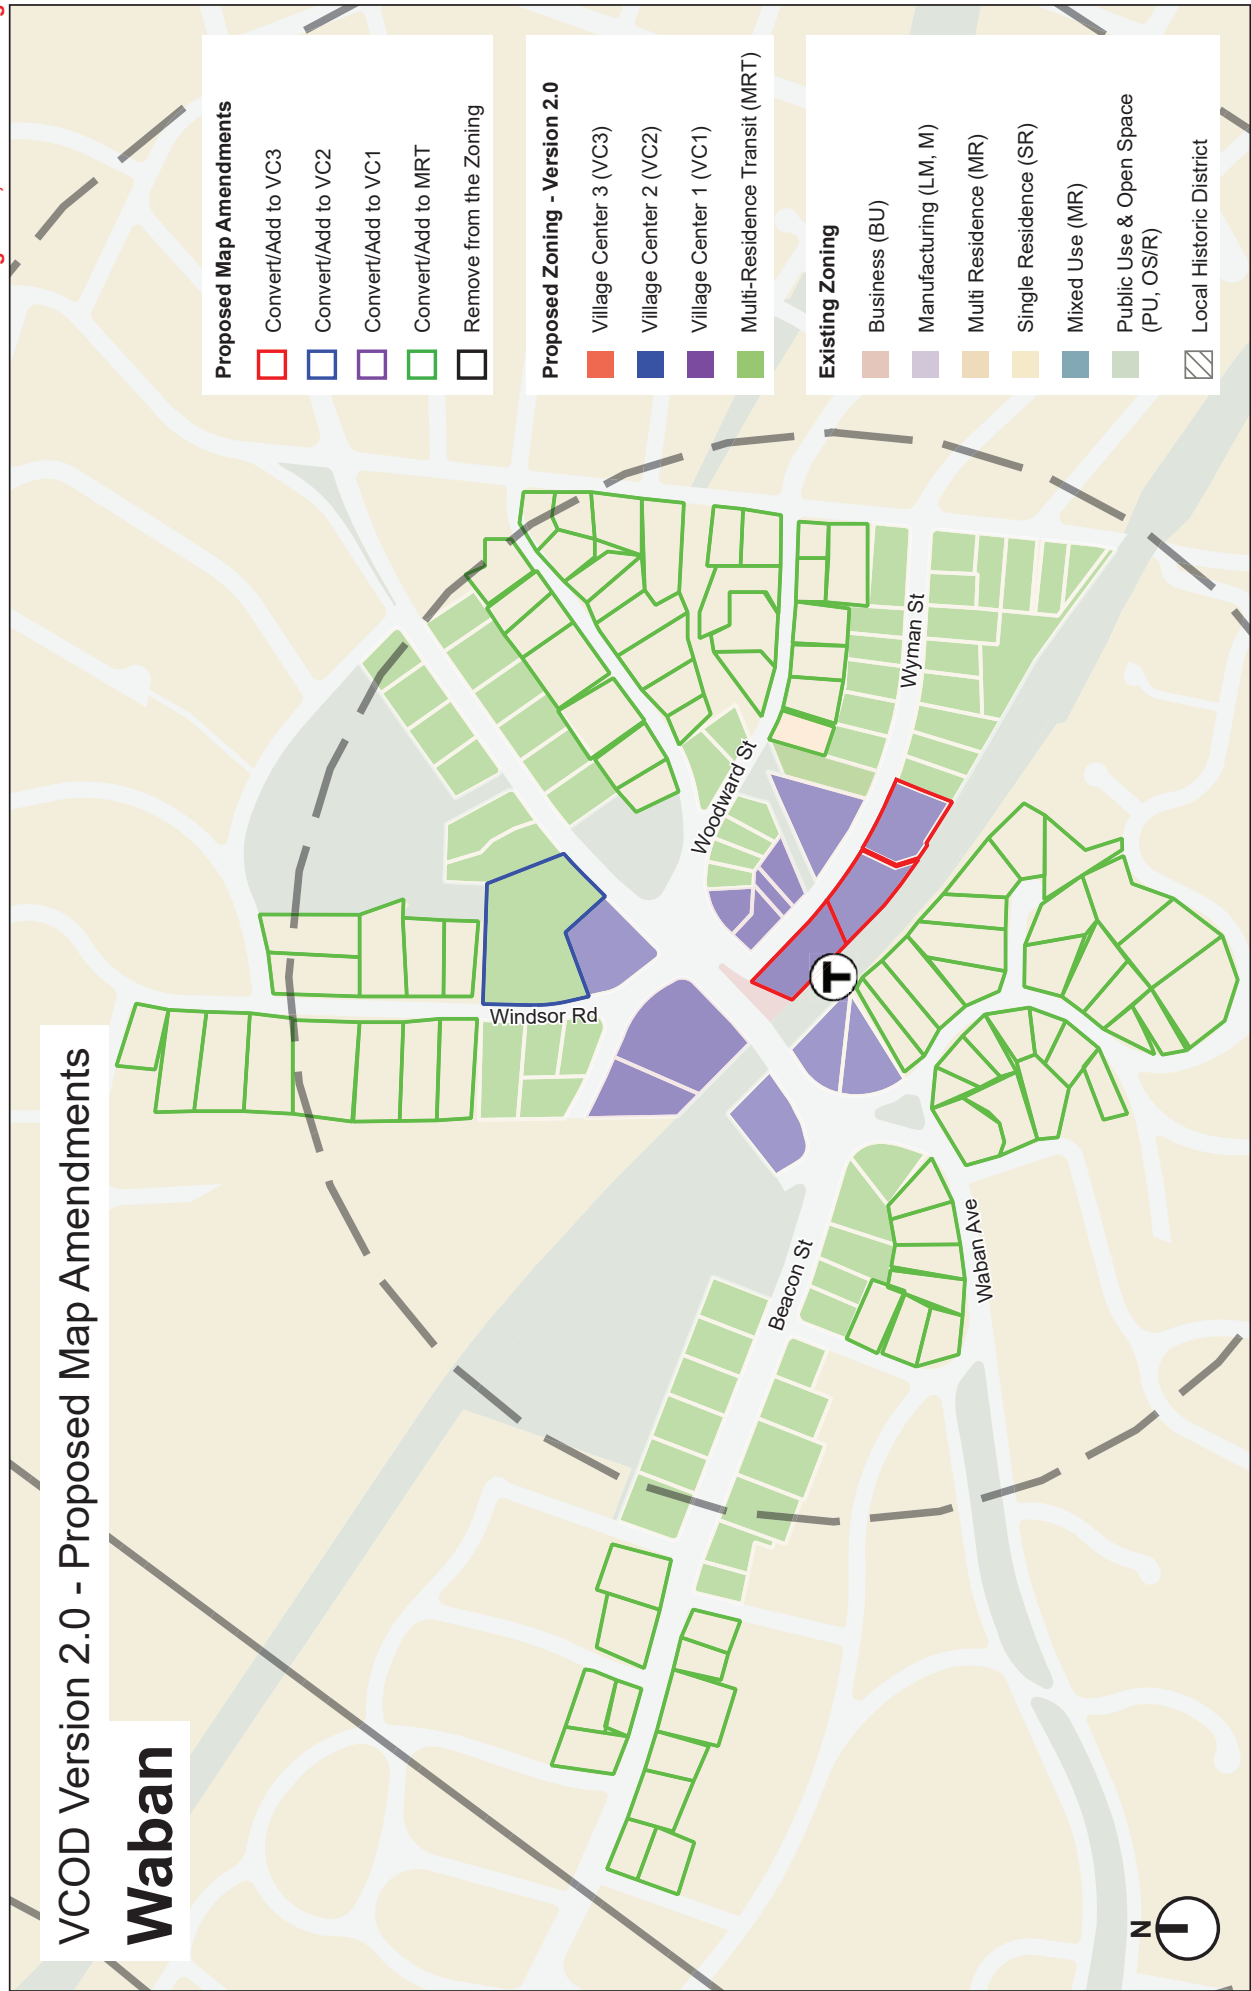 VCOD Version 2.0 - Proposed Map Amendments
Waban
Proposed Map Amendments
Convert/Add to VC3
Convert/Add to VC2
Convert/Add to VC1
Convert/Add to MRT
Remove from the Zoning
Proposed Zoning - Version 2.0
Village Center 3 (VC3)
Village Center 2 (VC2)
Village Center 1 (VC1)
Multi-Residence Transit (MRT)
Existing Zoning
Business (BU)
Manufacturing (LM, M)
Multi Residence (MR)
Single Residence (SR)
Mixed Use (MR)
Public Use & Open Space
(PU, OS/R)
Local Historic District
Windsor Rd
Woodward St
Wyman St
Beacon St
Waban Ave
T
N